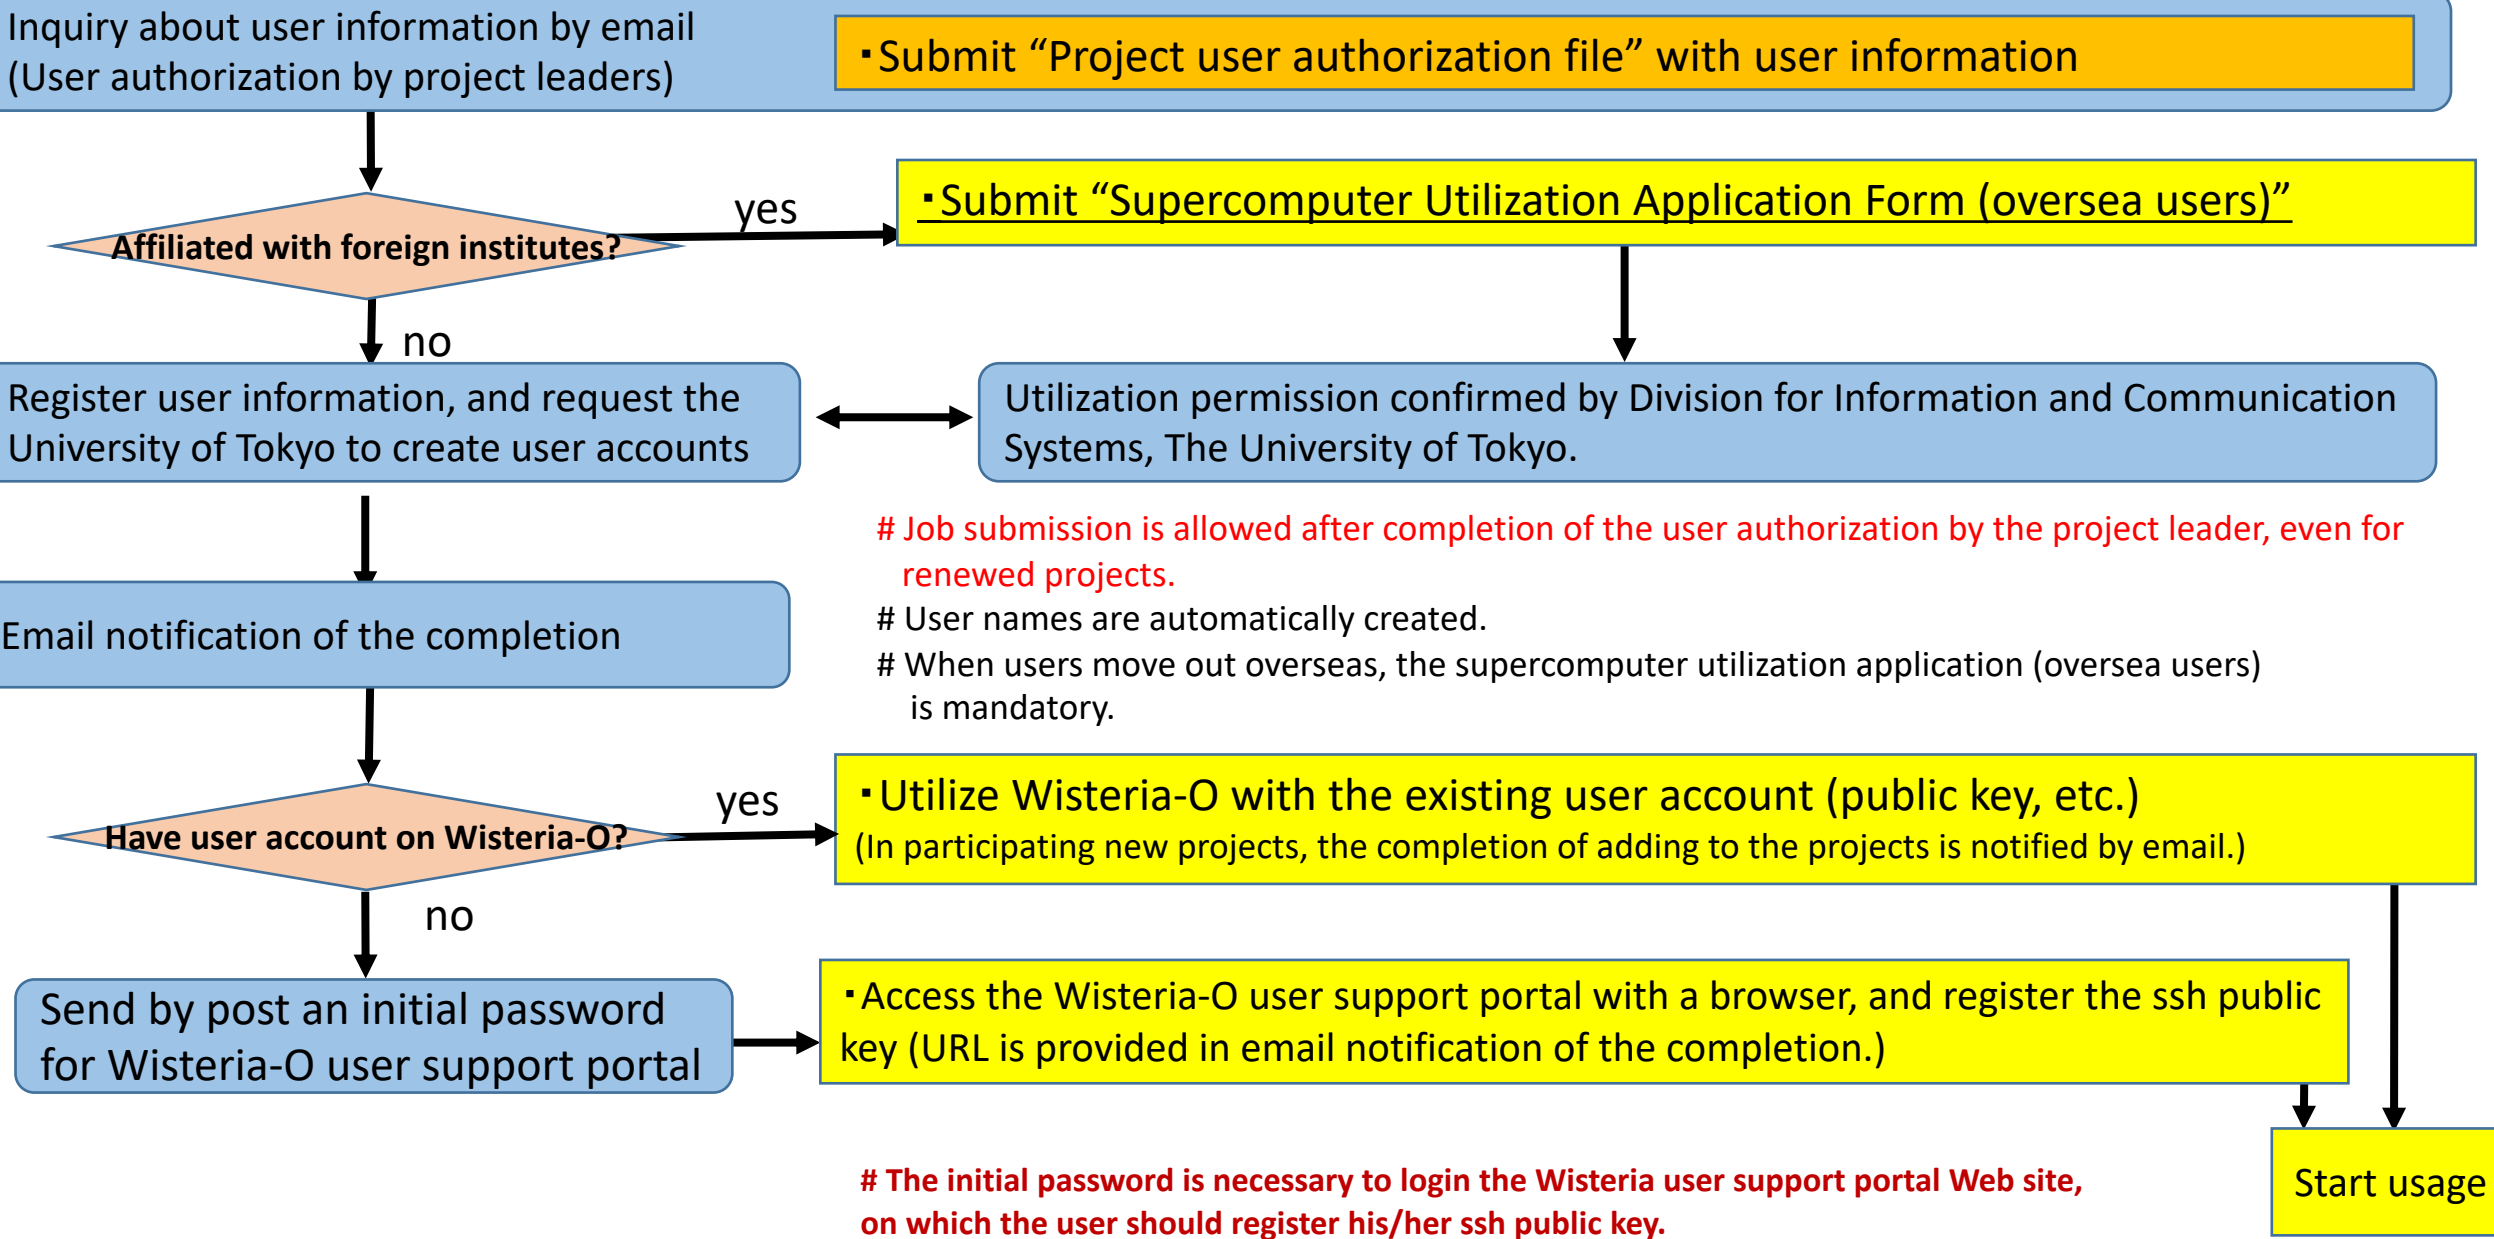 Inquiry about user information by email
(User authorization by project leaders)
・Submit “Project user authorization file” with user information
yes
・Submit “Supercomputer Utilization Application Form (oversea users)”
Affiliated with foreign institutes?
no
Register user information, and request the
University of Tokyo to create user accounts
Utilization permission confirmed by Division for Information and Communication
Systems, The University of Tokyo.
# Job submission is allowed after completion of the user authorization by the project leader, even for
renewed projects.
# User names are automatically created.
# When users move out overseas, the supercomputer utilization application (oversea users)
is mandatory.
Email notification of the completion
yes
・Utilize Wisteria-O with the existing user account (public key, etc.)
(In participating new projects, the completion of adding to the projects is notified by email.)
Have user account on Wisteria-O?
no
Send by post an initial password
for Wisteria-O user support portal
・Access the Wisteria-O user support portal with a browser, and register the ssh public
key (URL is provided in email notification of the completion.)
Start usage
# The initial password is necessary to login the Wisteria user support portal Web site,
on which the user should register his/her ssh public key.